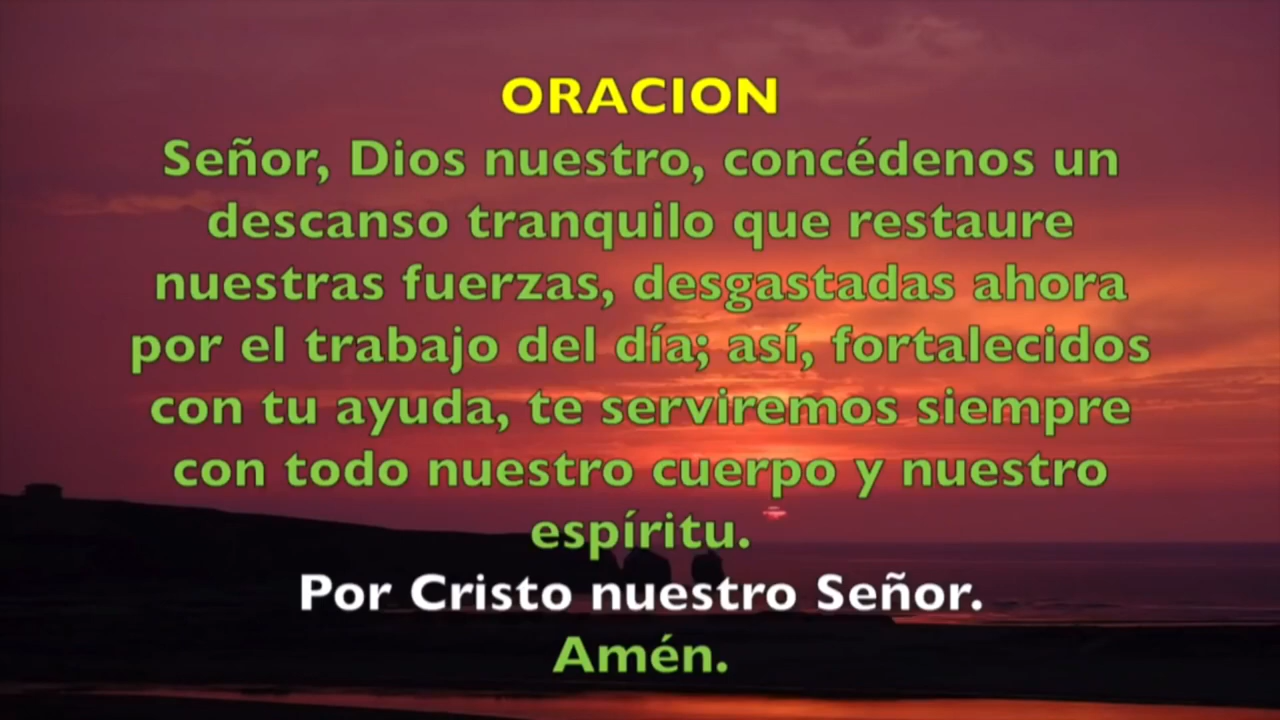 ORACION
Señor, Dios nuestro, concédenos un
descanso tranquilo que restaure
nuestras fuerzas, desgastadas ahora
por el trabajo del día; así, fortalecidos
con tu ayuda, te serviremos siempre
con todo nuestro cuerpo y nuestro
espíritu.
Por Cristo nuestro Señor.
Amén.